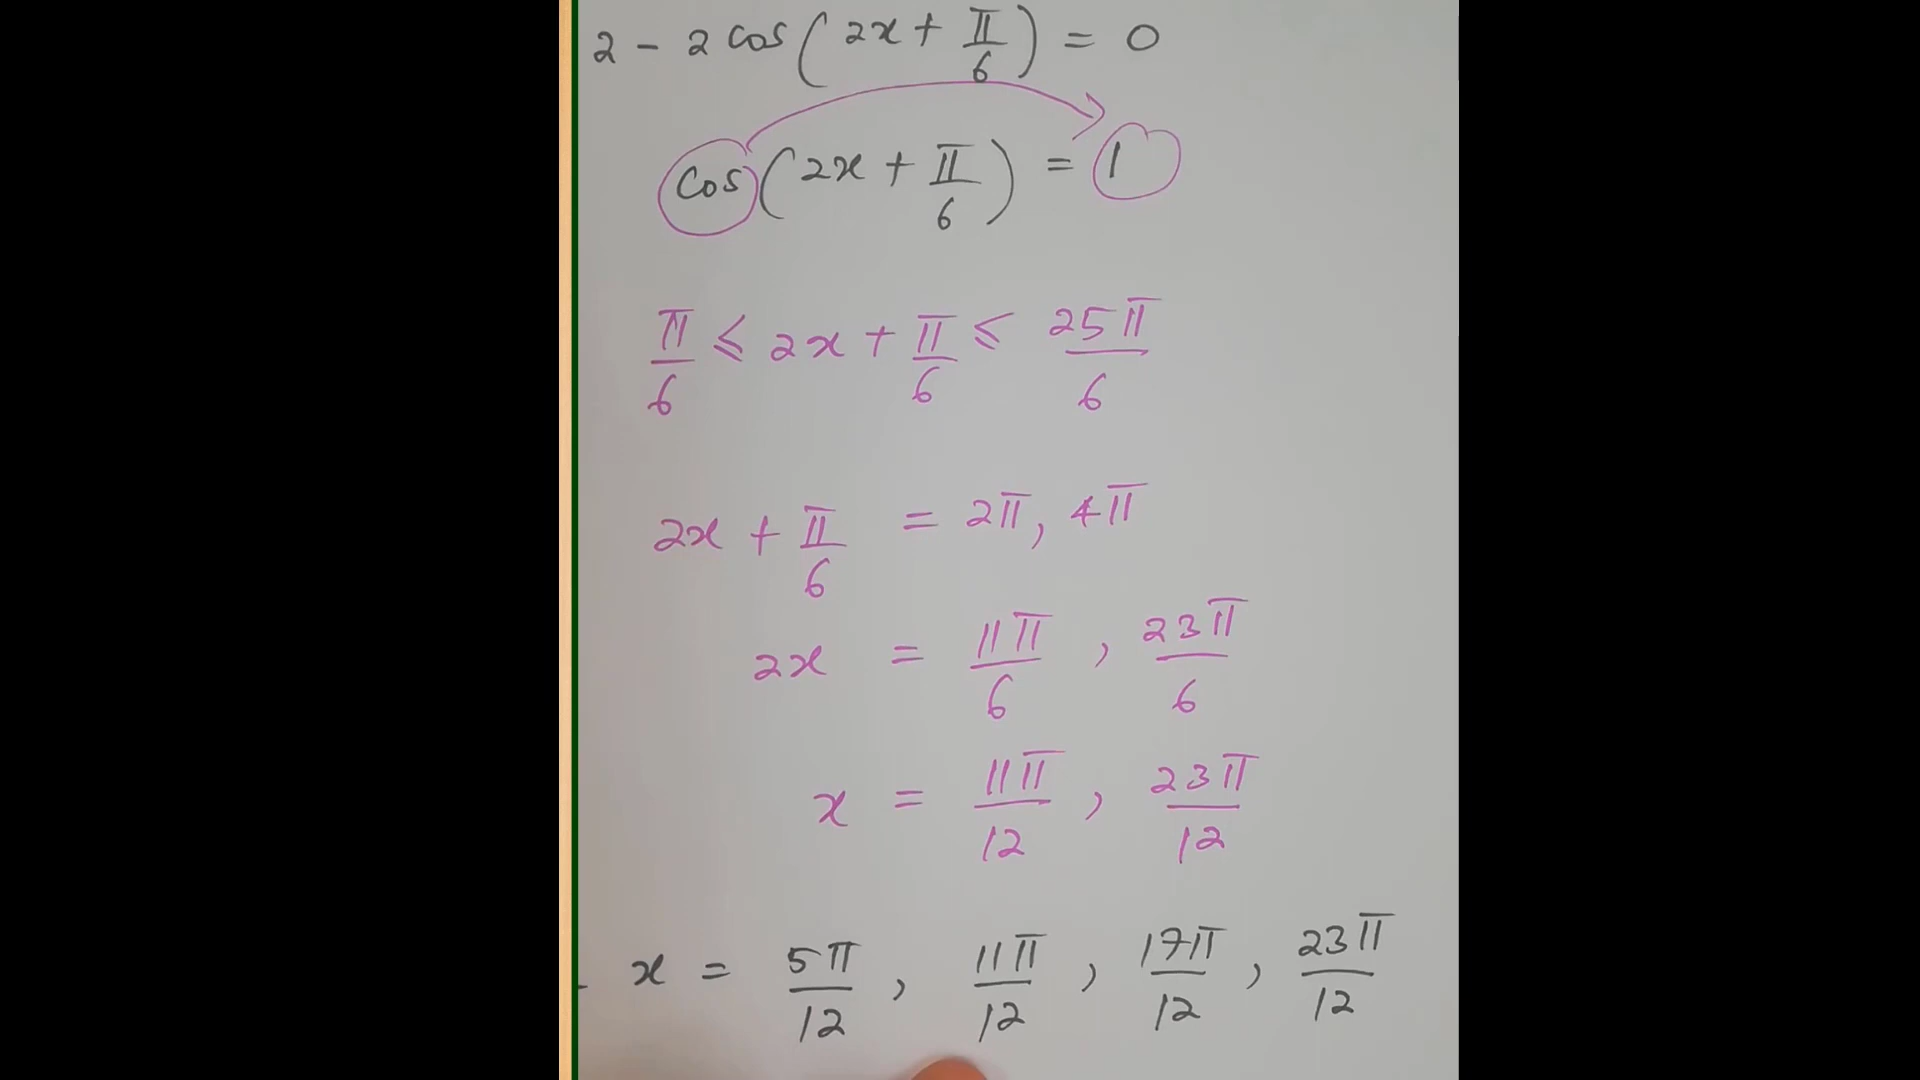 2 - 2 cos(2x + π/6) = 0
cos(2x + π/6) = 1
π/6 ⩽ 2x + π/6 ⩽ 25π/6
2x + π/6 = 2π, 4π
2x = 11π/6, 23π/6
x = 11π/12, 23π/12
x = 5π/12, 11π/12, 17π/12, 23π/12